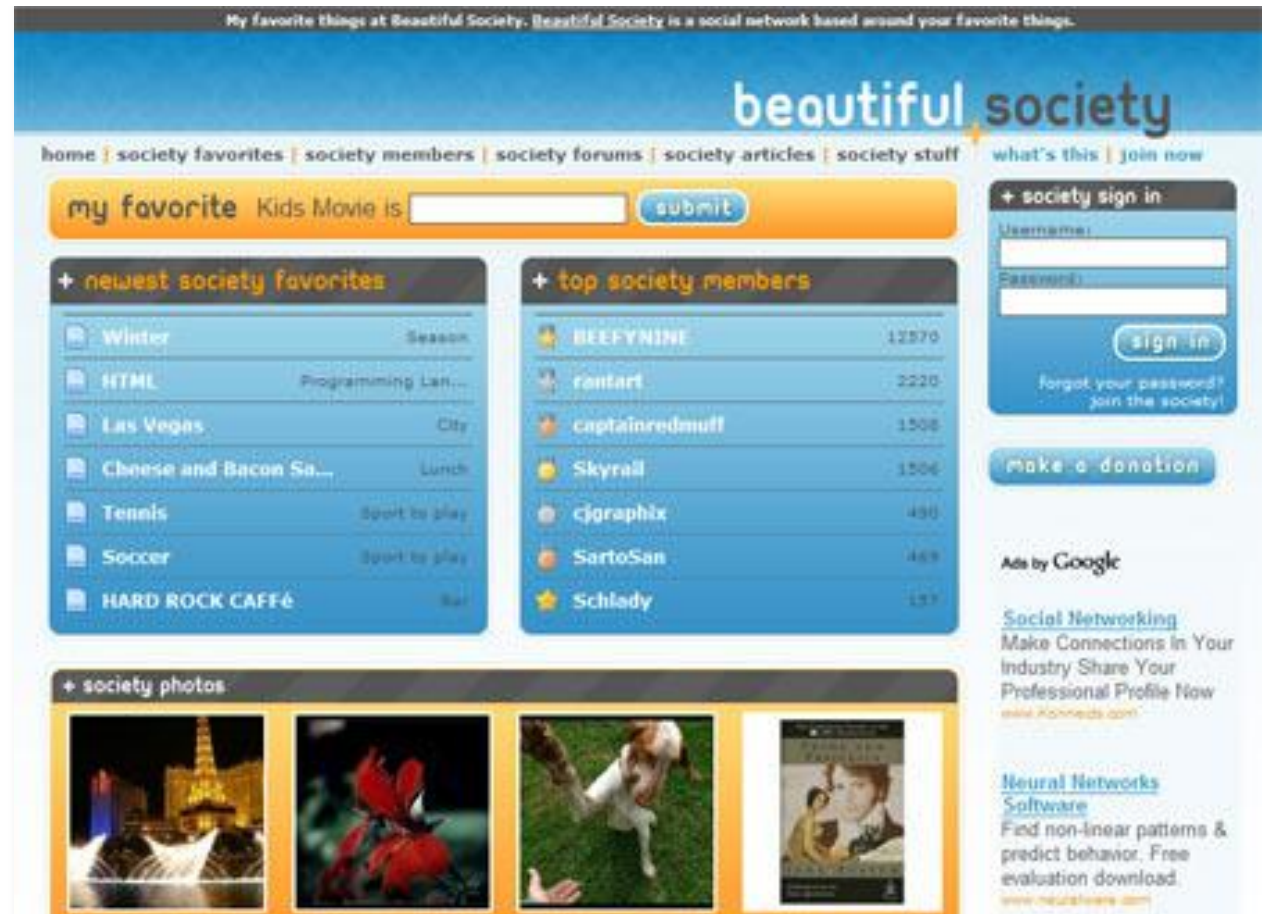 My favorite things at Beautiful Society. Beautiful Society is a social network based around your favorite things.
beautiful society
home | society favorites | society members | society forums | society articles | society stuff
what's this | join now
my favorite Kids Movie is submit
+ newest society favorites
Winter Season
HTML Programming Lan...
Las Vegas City
Cheese and Bacon Sa... Lunch
Tennis Sport to play
Soccer Sport to play
HARD ROCK CAFFé Bar
+ top society members
BEEFYNINE 12570
rantart 2220
captainredmuff 1508
Skyrail 1506
cjgraphix 490
SartoSan 469
Schlady 157
+ society photos
+ society sign in
Username:
Password:
sign in
forgot your password?
join the society!
make a donation
Ads by Google
Social Networking
Make Connections In Your
Industry Share Your
Professional Profile Now
Neural Networks
Software
Find non-linear patterns &
predict behavior. Free
evaluation download.
www.neuralware.com